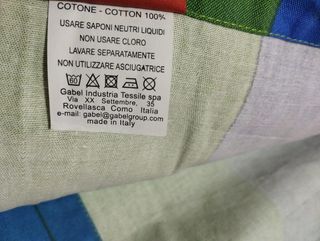 COTONE - COTTON 100%
USARE SAPONI NEUTRI LIQUIDI
NON USARE CLORO
LAVARE SEPARATAMENTE
NON UTILIZZARE ASCIUGATRICE
60
Gabel Industria Tessile spa
Via XX Settembre, 35
Rovellasca Como Italia
e-mail: gabel@gabelgroup.com
made in Italy